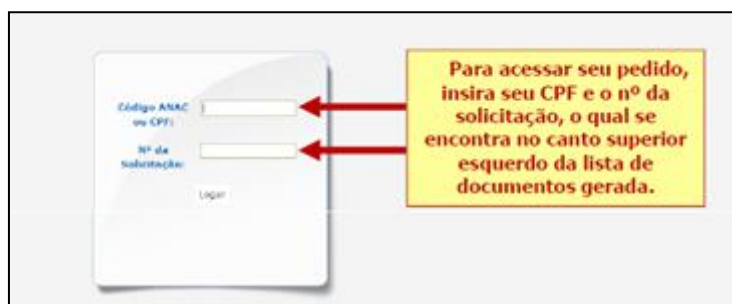 Código ANAC
ou CPF:
Nº da
Solicitação:
Logar
Para acessar seu pedido,
insira seu CPF e o nº da
solicitação, o qual se
encontra no canto superior
esquerdo da lista de
documentos gerada.